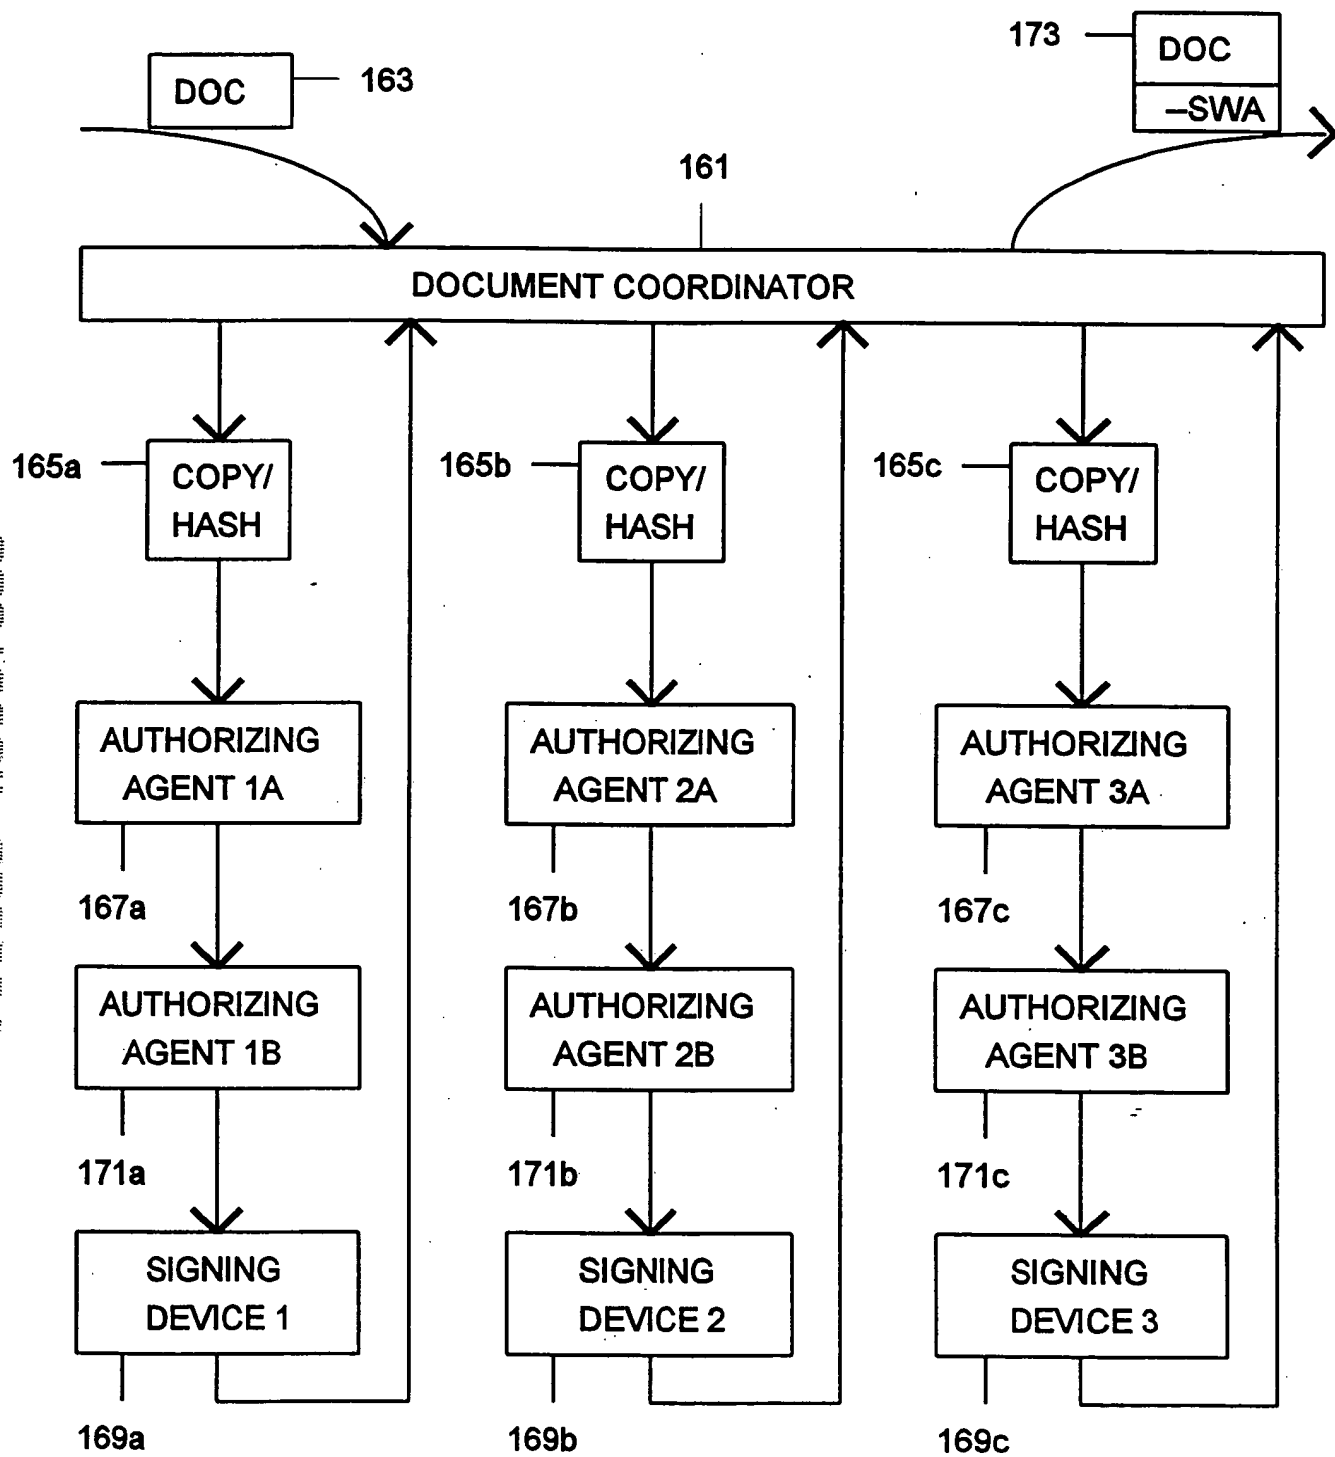 173
DOC
DOC
163
–SWA
161
DOCUMENT COORDINATOR
165a
COPY/
HASH
165b
COPY/
HASH
165c
COPY/
HASH
AUTHORIZING
AGENT 1A
AUTHORIZING
AGENT 2A
AUTHORIZING
AGENT 3A
167a
167b
167c
AUTHORIZING
AGENT 1B
AUTHORIZING
AGENT 2B
AUTHORIZING
AGENT 3B
171a
171b
171c
SIGNING
DEVICE 1
SIGNING
DEVICE 2
SIGNING
DEVICE 3
169a
169b
169c